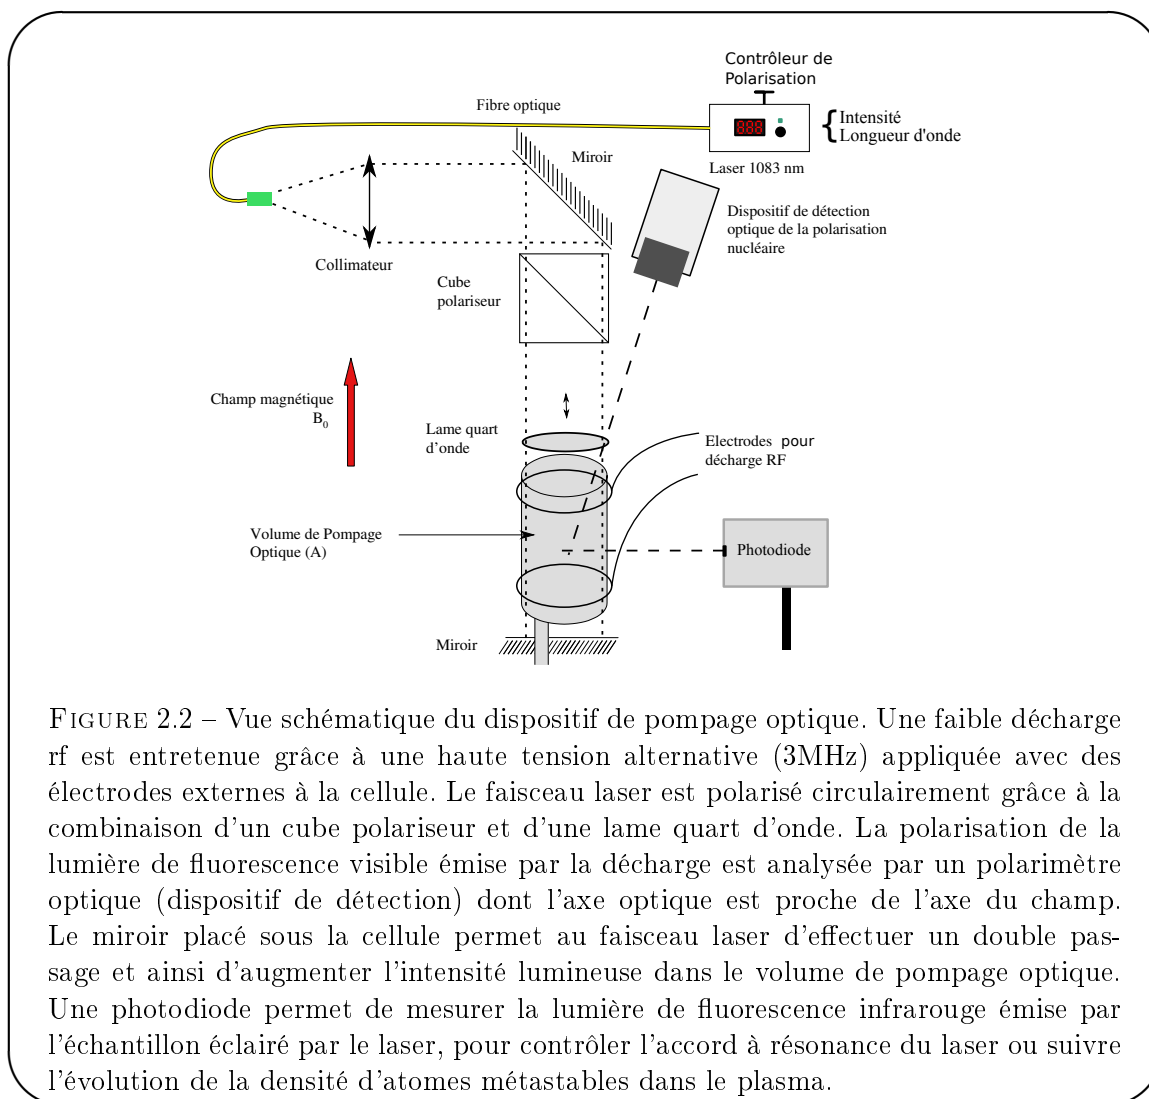 Contrôleur de
Polarisation
Fibre optique
Intensité
Longueur d'onde
Miroir
Laser 1083 nm
Dispositif de détection
optique de la polarisation
nucléaire
Collimateur
Cube
polariseur
Champ magnétique
B0
Lame quart
d'onde
Electrodes pour
décharge RF
Volume de Pompage
Optique (A)
Photodiode
Miroir
FIGURE 2.2 – Vue schématique du dispositif de pompage optique. Une faible décharge
rf est entretenue grâce à une haute tension alternative (3MHz) appliquée avec des
électrodes externes à la cellule. Le faisceau laser est polarisé circulairement grâce à la
combinaison d'un cube polariseur et d'une lame quart d'onde. La polarisation de la
lumière de fluorescence visible émise par la décharge est analysée par un polarimètre
optique (dispositif de détection) dont l'axe optique est proche de l'axe du champ.
Le miroir placé sous la cellule permet au faisceau laser d'effectuer un double pas-
sage et ainsi d'augmenter l'intensité lumineuse dans le volume de pompage optique.
Une photodiode permet de mesurer la lumière de fluorescence infrarouge émise par
l'échantillon éclairé par le laser, pour contrôler l'accord à résonance du laser ou suivre
l'évolution de la densité d'atomes métastables dans le plasma.